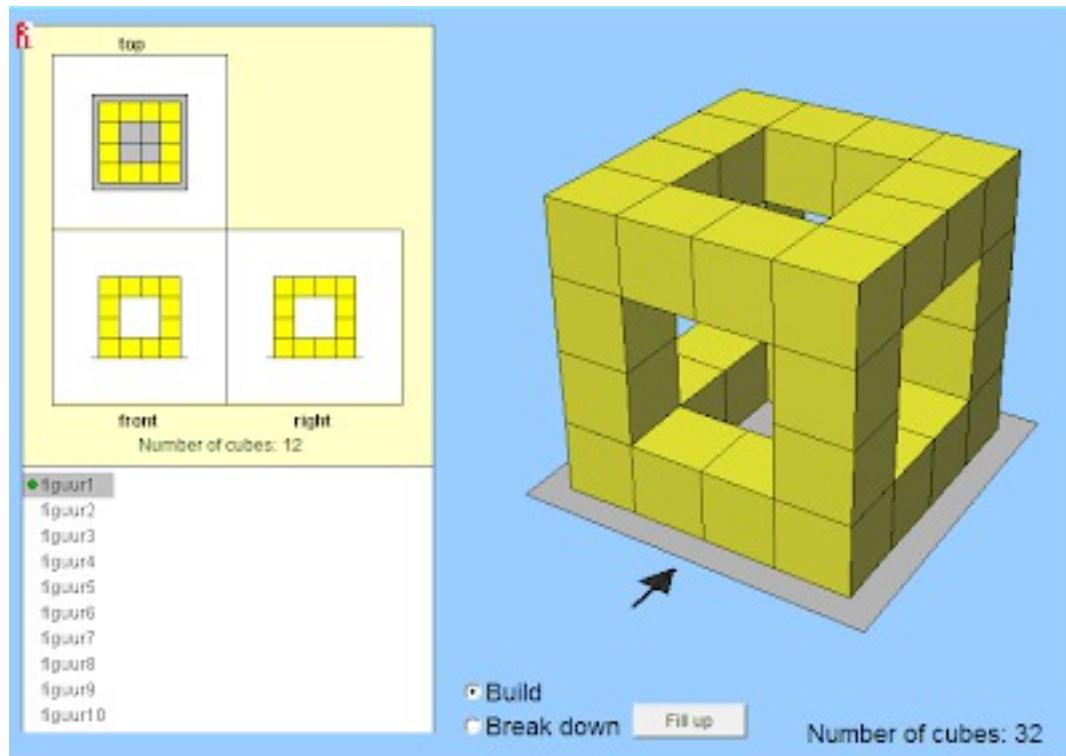 fi
top
front right
Number of cubes: 12
figuur1
figuur2
figuur3
figuur4
figuur5
figuur6
figuur7
figuur8
figuur9
figuur10
Build
Break down
Fill up
Number of cubes: 32